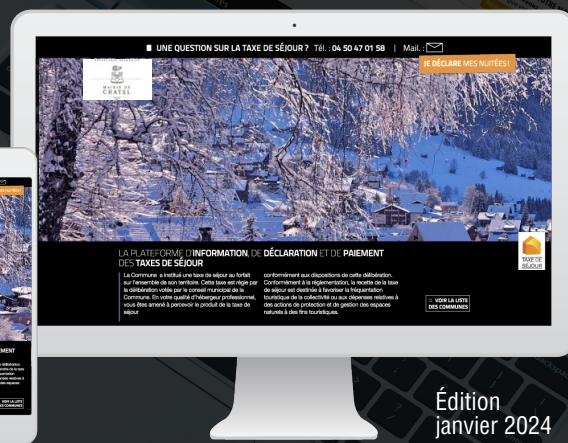 UNE QUESTION SUR LA TAXE DE SÉJOUR ? Tél. : 04 50 47 01 58 | Mail. :
JE DÉCLARE MES NUITÉES !
MAIRIE DE
CHATEL
LA PLATEFORME D'INFORMATION, DE DÉCLARATION ET DE PAIEMENT
DES TAXES DE SÉJOUR
La Commune a institué une taxe de séjour au forfait
sur l'ensemble de son territoire. Cette taxe est régie par
la délibération votée par le conseil municipal de la
Commune. En votre qualité d'hébergeur professionnel,
vous êtes amené à percevoir le produit de la taxe de
séjour
conformément aux dispositions de cette délibération.
Conformément à la réglementation, la recette de la taxe
de séjour est destinée à favoriser la fréquentation
touristique de la collectivité ou aux dépenses relatives à
des actions de protection et de gestion des espaces
naturels à des fins touristiques.
TAXE DE
SÉJOUR
VOIR LA LISTE
DES COMMUNES
VOIR LA LISTE
DES COMMUNES
Édition
janvier 2024